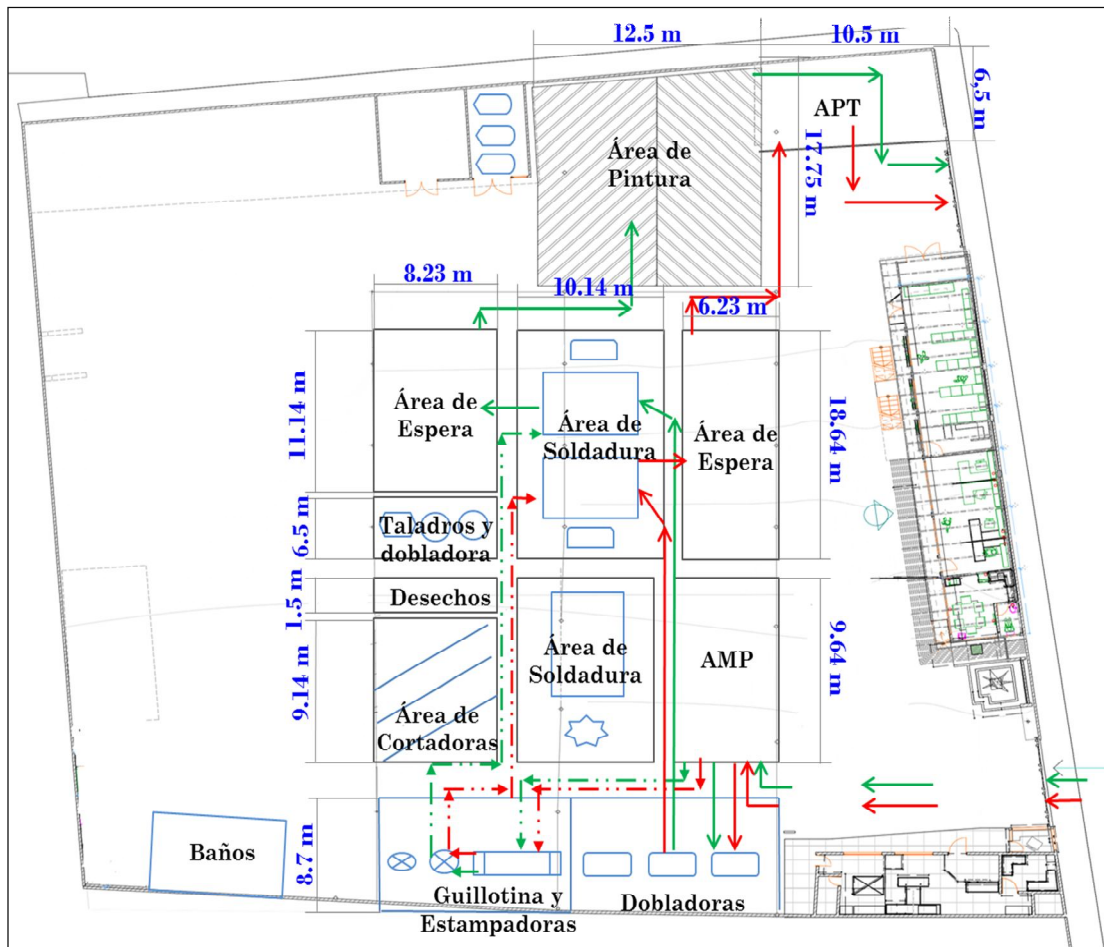 12.5 m
10.5 m
6,5 m
APT
Área de
Pintura
17.75 m
8.23 m
10.14 m
6.23 m
11.14 m
Área de
Espera
Área de
Soldadura
Área de
Espera
18.64 m
6.5 m
Taladros y
dobladora
1.5 m
Desechos
9.14 m
Área de
Soldadura
AMP
9.64 m
Área de
Cortadoras
Baños
8.7 m
Guillotina y
Estampadoras
Dobladoras